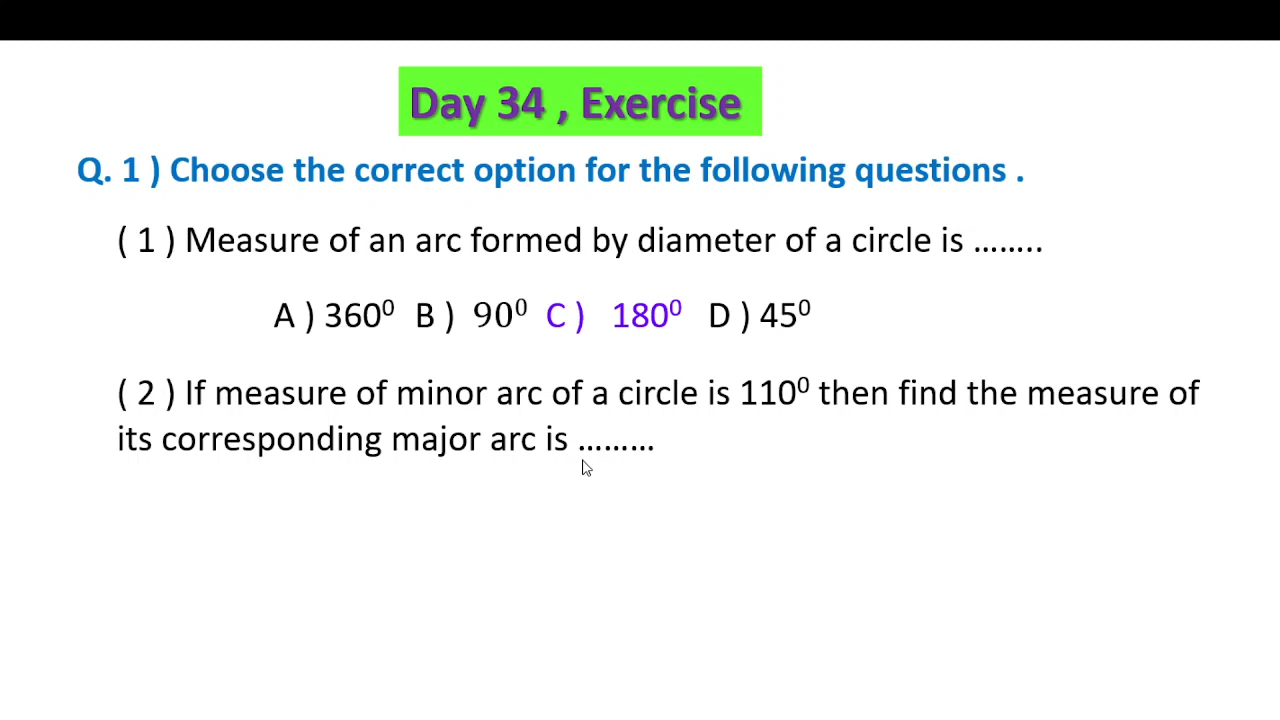 Day 34 , Exercise
Q. 1 ) Choose the correct option for the following questions .
( 1 ) Measure of an arc formed by diameter of a circle is ……..
A ) 360⁰ B ) 90⁰ C ) 180⁰ D ) 45⁰
( 2 ) If measure of minor arc of a circle is 110⁰ then find the measure of
its corresponding major arc is ………